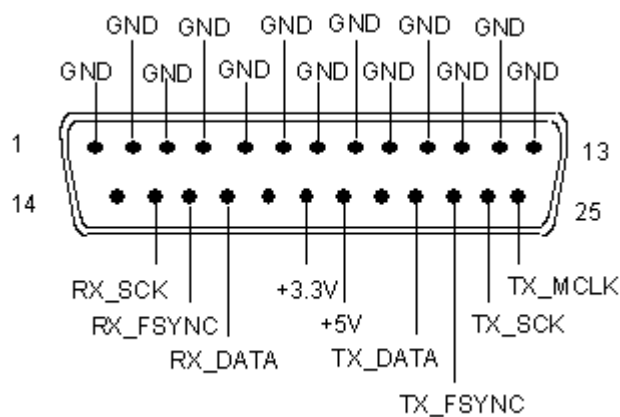 GND GND GND GND GND GND
GND GND GND GND GND GND GND
1 13
14 25
RX_SCK +3.3V TX_MCLK
RX_FSYNC +5V TX_SCK
RX_DATA TX_DATA
TX_FSYNC